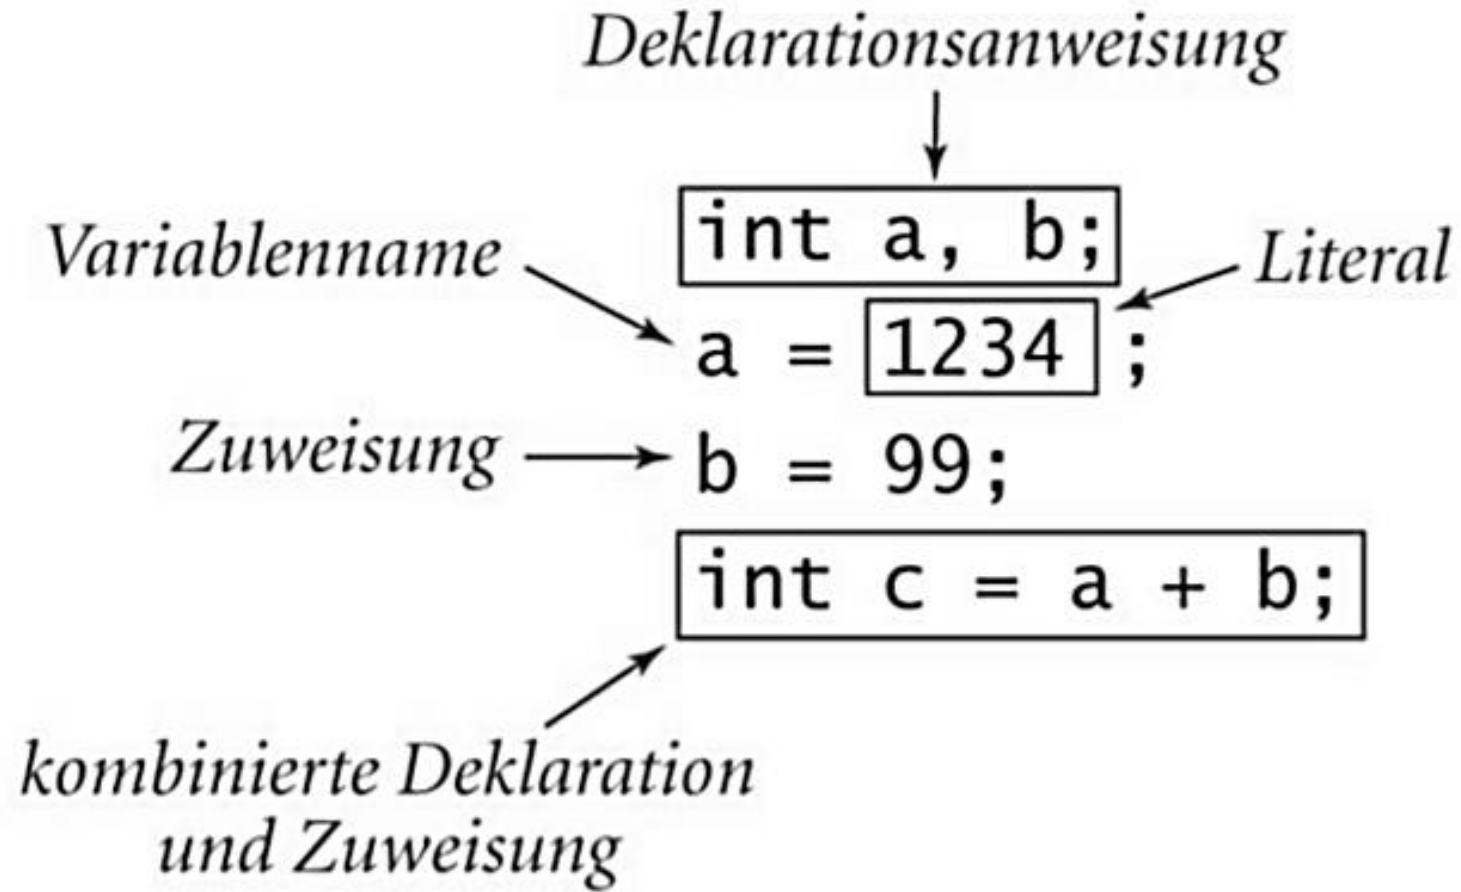 Deklarationsanweisung
int a, b;
Variablenname
Literal
a = 1234 ;
Zuweisung
b = 99;
int c = a + b;
kombinierte Deklaration
und Zuweisung